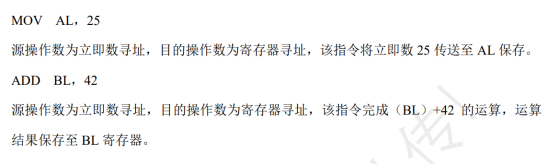 MOV AL，25
源操作数为立即数寻址，目的操作数为寄存器寻址，该指令将立即数 25 传送至 AL 保存。
ADD BL，42
源操作数为立即数寻址，目的操作数为寄存器寻址，该指令完成（BL）+42 的运算，运算
结果保存至 BL 寄存器。
传